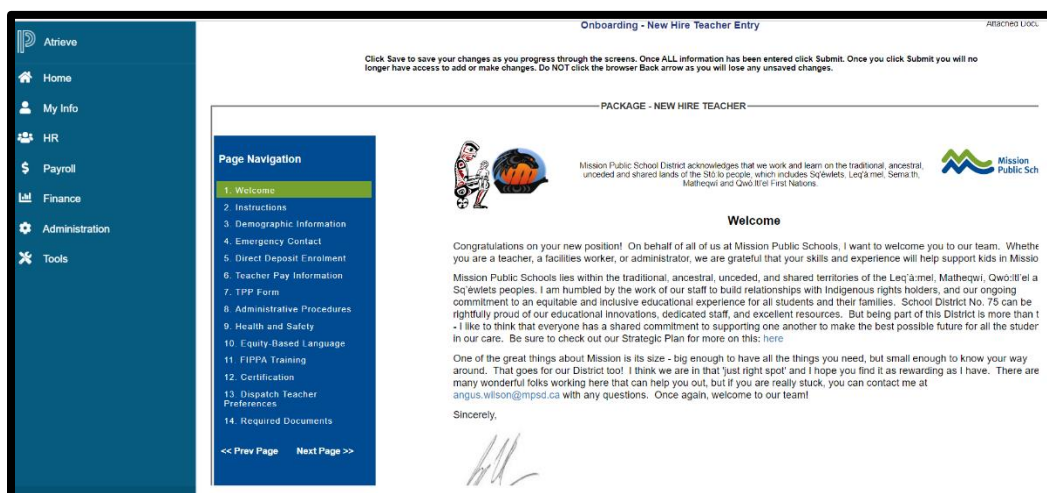 Onboarding - New Hire Teacher Entry
Attached Docu
Atrieve
Click Save to save your changes as you progress through the screens. Once ALL information has been entered click Submit. Once you click Submit you will no
longer have access to add or make changes. Do NOT click the browser Back arrow as you will lose any unsaved changes.
Home
My Info
HR
Payroll
Finance
Administration
Tools
PACKAGE - NEW HIRE TEACHER
Page Navigation
1. Welcome
2. Instructions
3. Demographic Information
4. Emergency Contact
5. Direct Deposit Enrolment
6. Teacher Pay Information
7. TPP Form
8. Administrative Procedures
9. Health and Safety
10. Equity-Based Language
11. FIPPA Training
12. Certification
13. Dispatch Teacher
Preferences
14. Required Documents
<< Prev Page Next Page >>
Mission Public School District acknowledges that we work and learn on the traditional, ancestral,
unceded and shared lands of the Stó:lo people, which includes Sq'èwlets, Leq'á:mel, Sema:th,
Matheqwí and Qwó:ltl'el First Nations.
Mission
Public Sch
Welcome
Congratulations on your new position! On behalf of all of us at Mission Public Schools, I want to welcome you to our team. Whethe
you are a teacher, a facilities worker, or administrator, we are grateful that your skills and experience will help support kids in Missio
Mission Public Schools lies within the traditional, ancestral, unceded, and shared territories of the Leq'à:mel, Matheqwí, Qwó:ltl'el a
Sq'èwlets peoples. I am humbled by the work of our staff to build relationships with Indigenous rights holders, and our ongoing
commitment to an equitable and inclusive educational experience for all students and their families. School District No. 75 can be
rightfully proud of our educational innovations, dedicated staff, and excellent resources. But being part of this District is more than t
- I like to think that everyone has a shared commitment to supporting one another to make the best possible future for all the studer
in our care. Be sure to check out our Strategic Plan for more on this: here
One of the great things about Mission is its size - big enough to have all the things you need, but small enough to know your way
around. That goes for our District too! I think we are in that 'just right spot' and I hope you find it as rewarding as I have. There are
many wonderful folks working here that can help you out, but if you are really stuck, you can contact me at
angus.wilson@mpsd.ca with any questions. Once again, welcome to our team!
Sincerely,